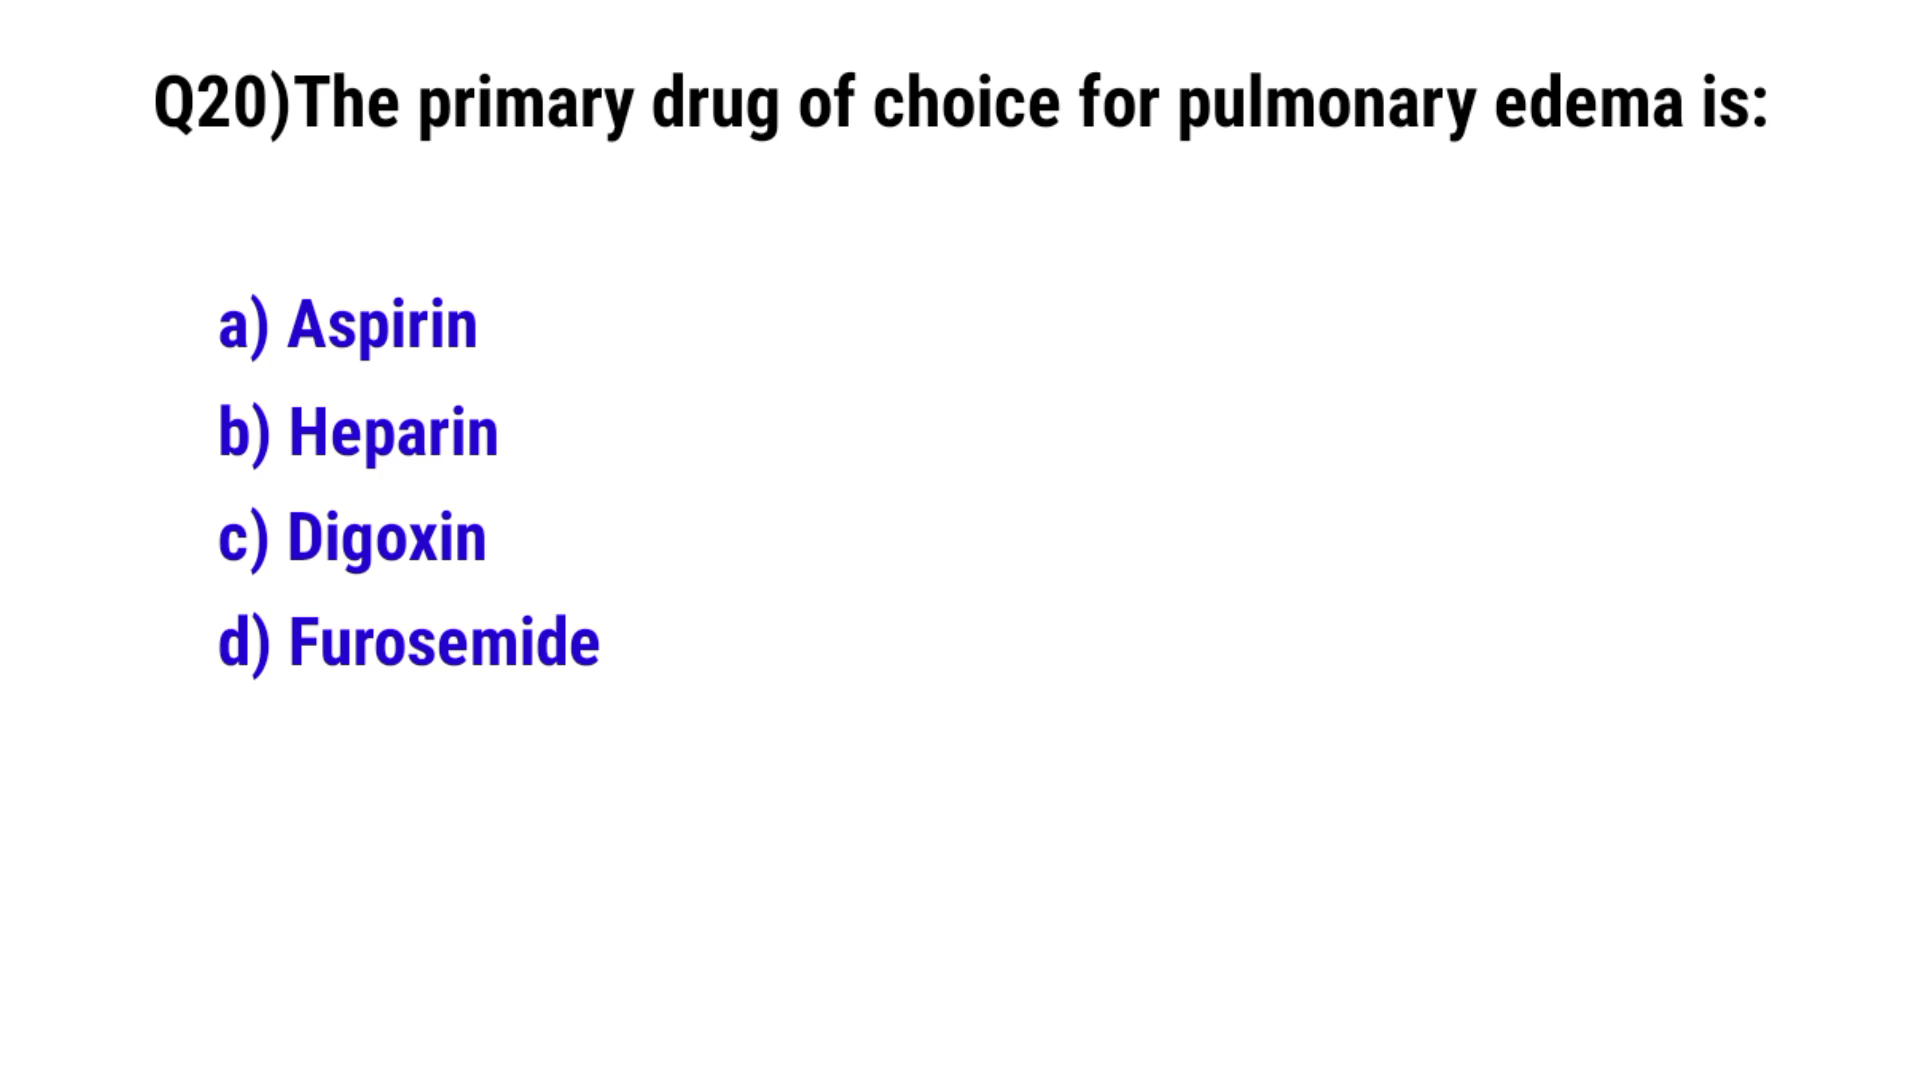 Q20)The primary drug of choice for pulmonary edema is:
a) Aspirin
b) Heparin
c) Digoxin
d) Furosemide